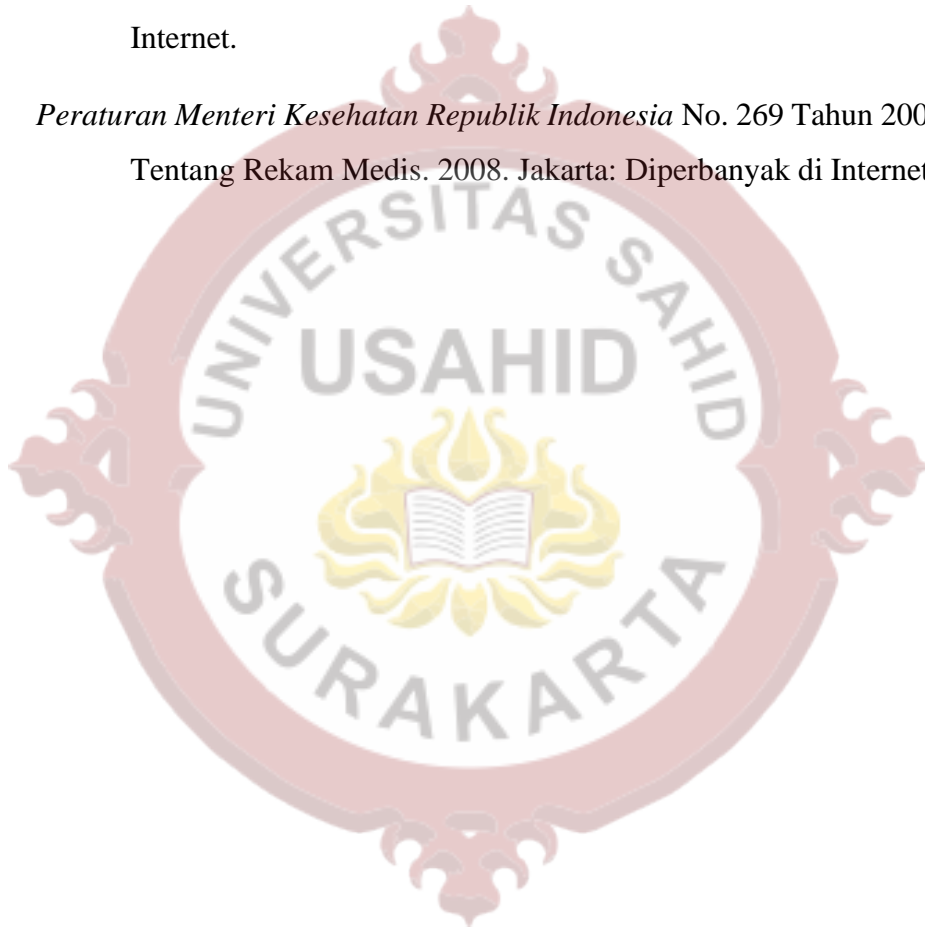 Internet.
Peraturan Menteri Kesehatan Republik Indonesia No. 269 Tahun 200
Tentang Rekam Medis. 2008. Jakarta: Diperbanyak di Internet
UNIVERSITAS SAHID
USAHID
SURAKARTA